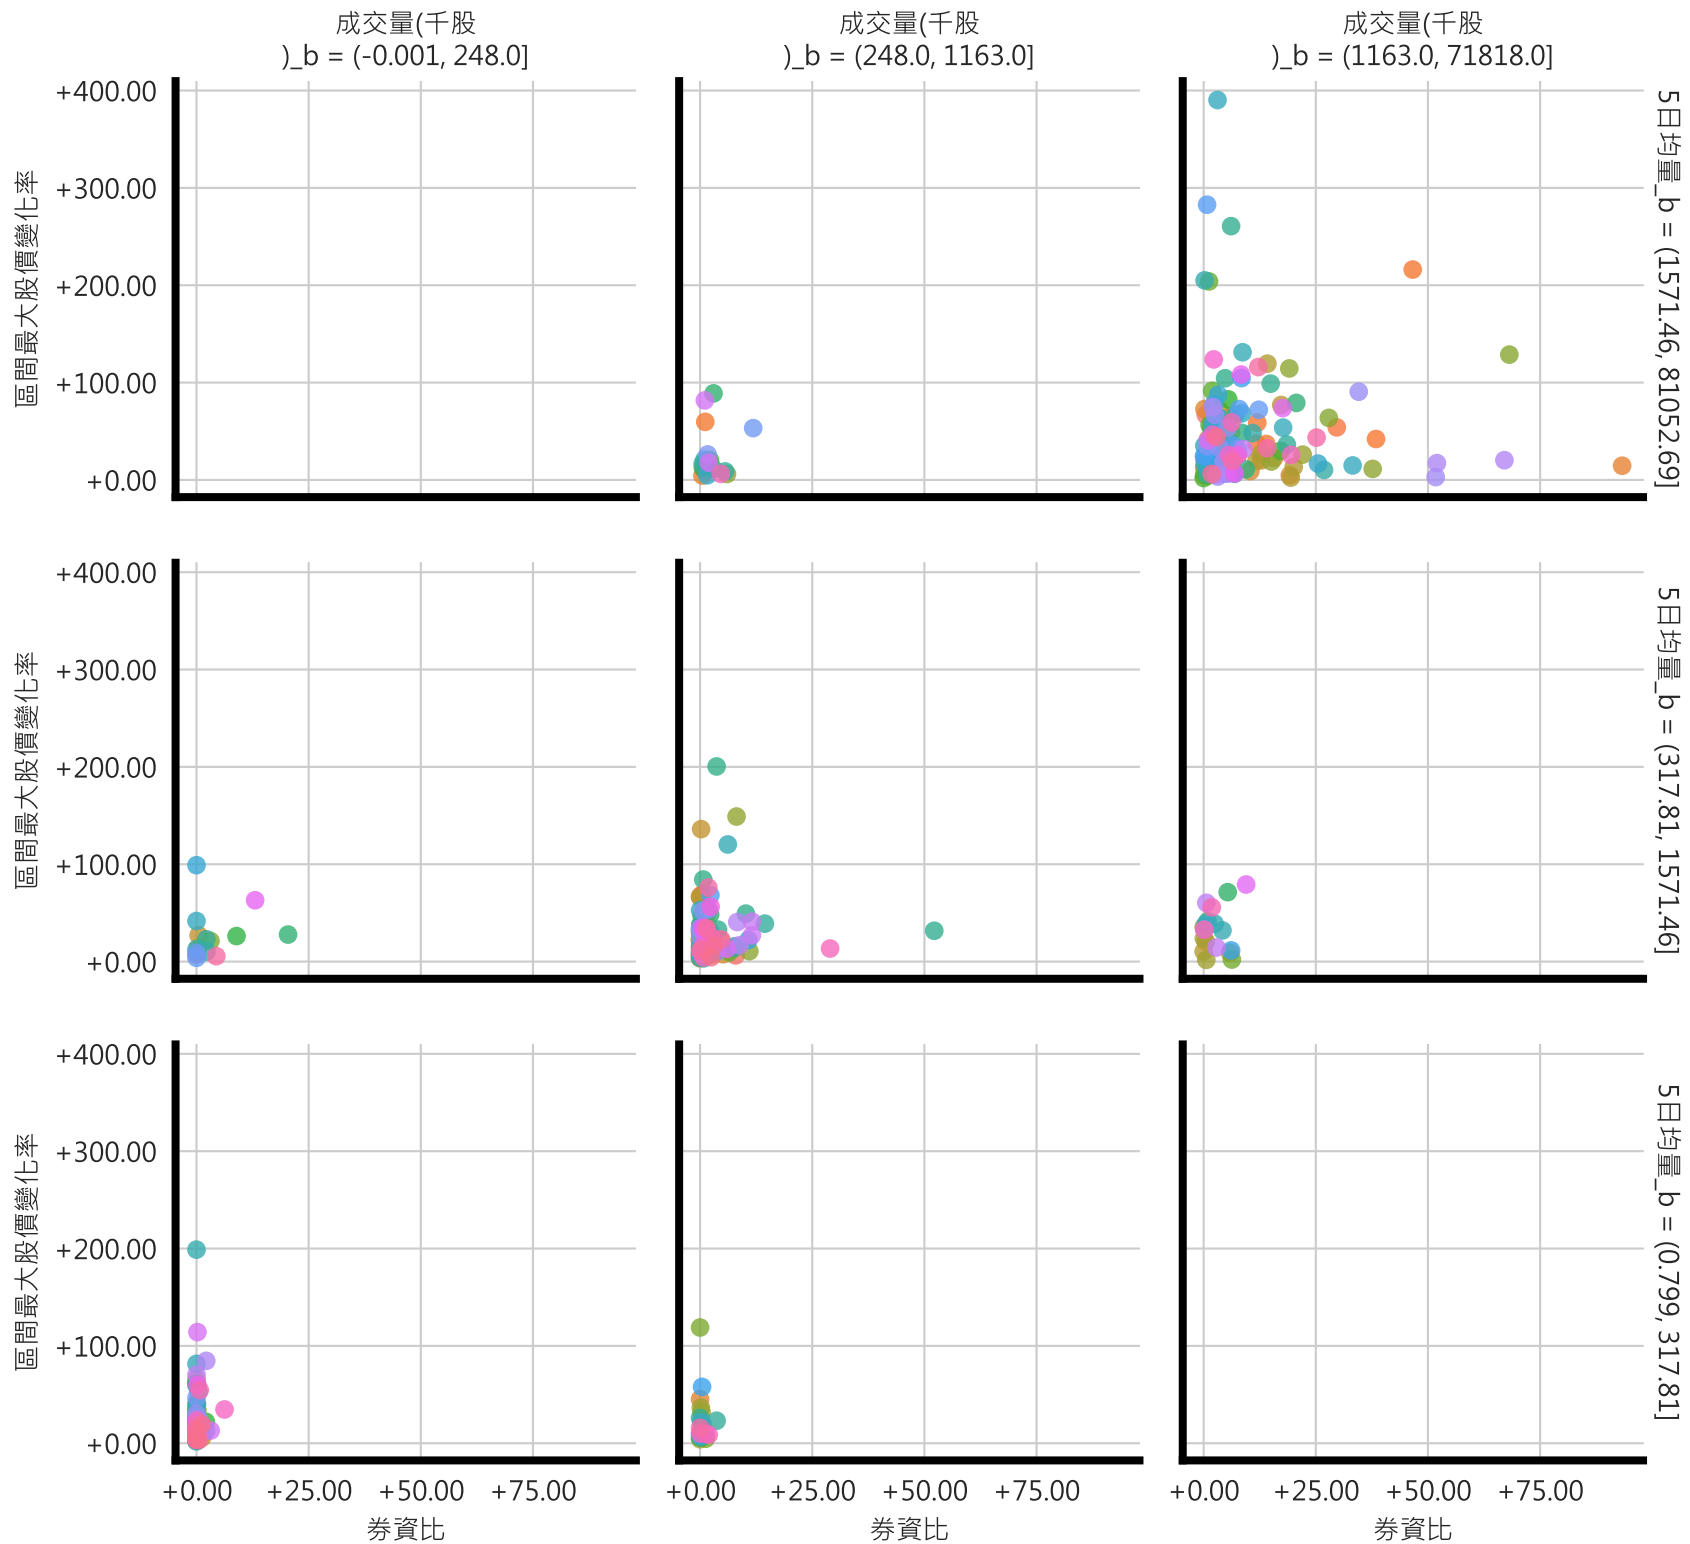 成交量(千股
)_b = (-0.001, 248.0]
成交量(千股
)_b = (248.0, 1163.0]
成交量(千股
)_b = (1163.0, 71818.0]
+400.00
+300.00
+200.00
+100.00
+0.00
區間最大股價變化率
5日均量_b = (1571.46, 81052.69]
+400.00
+300.00
+200.00
+100.00
+0.00
區間最大股價變化率
5日均量_b = (317.81, 1571.46]
+400.00
+300.00
+200.00
+100.00
+0.00
區間最大股價變化率
5日均量_b = (0.799, 317.81]
+0.00 +25.00 +50.00 +75.00
+0.00 +25.00 +50.00 +75.00
+0.00 +25.00 +50.00 +75.00
券資比
券資比
券資比